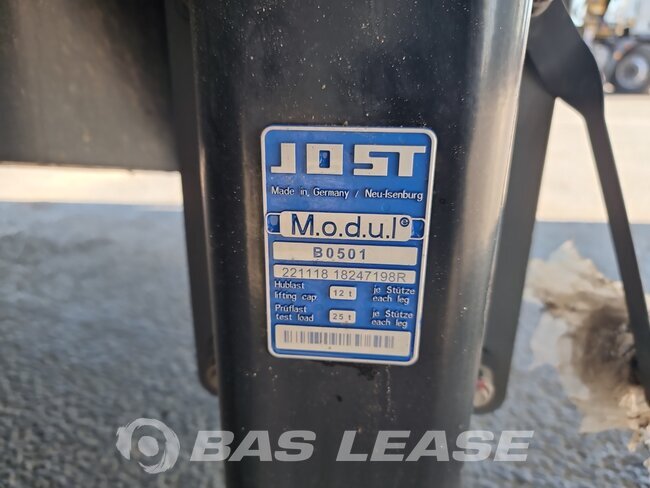 JOST
Made in Germany / Neu-Isenburg
M.o.d.u.l®
B0501
221118 18247198R
Hublast 12 t je Stütze
lifting cap. each leg
Prüflast 25 t je Stütze
test load each leg
BAS LEASE